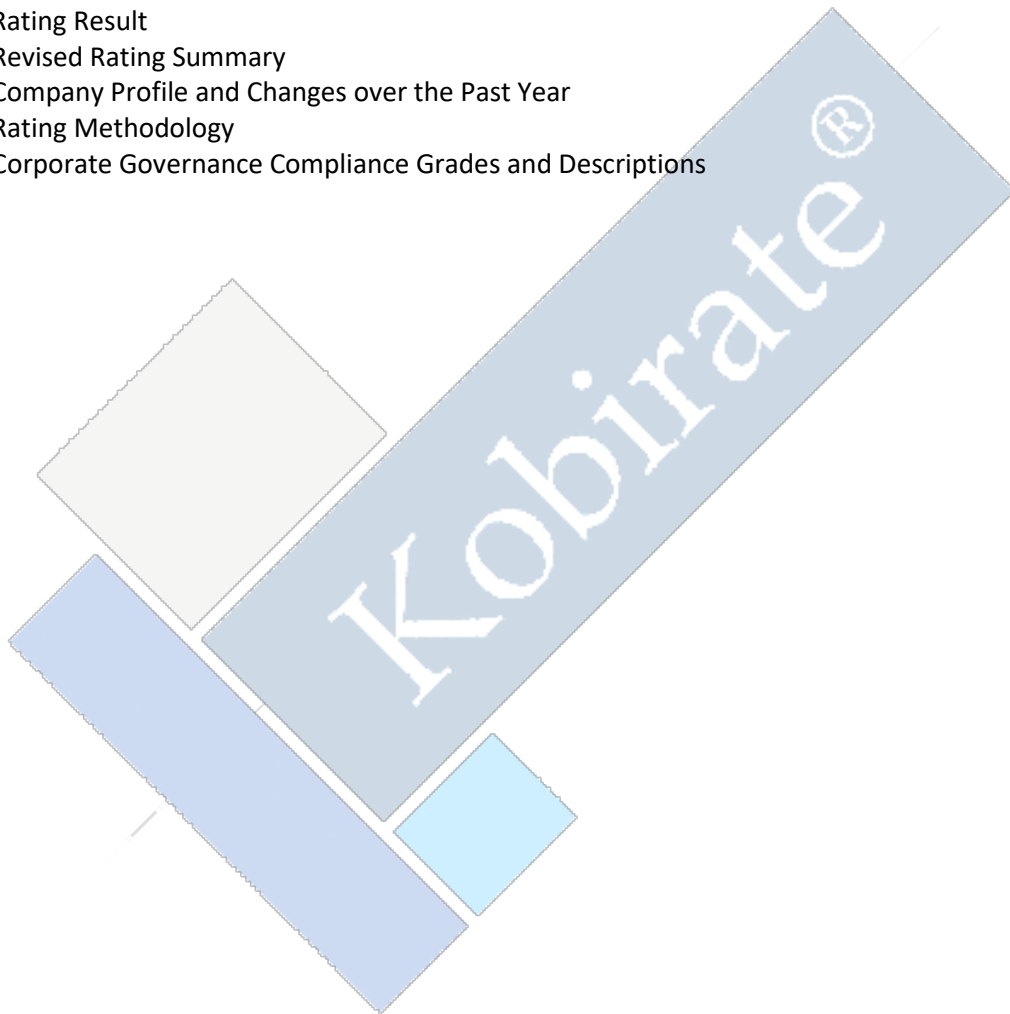 Rating Result
Revised Rating Summary
Company Profile and Changes over the Past Year
Rating Methodology
Corporate Governance Compliance Grades and Descriptions
Kobirate ®